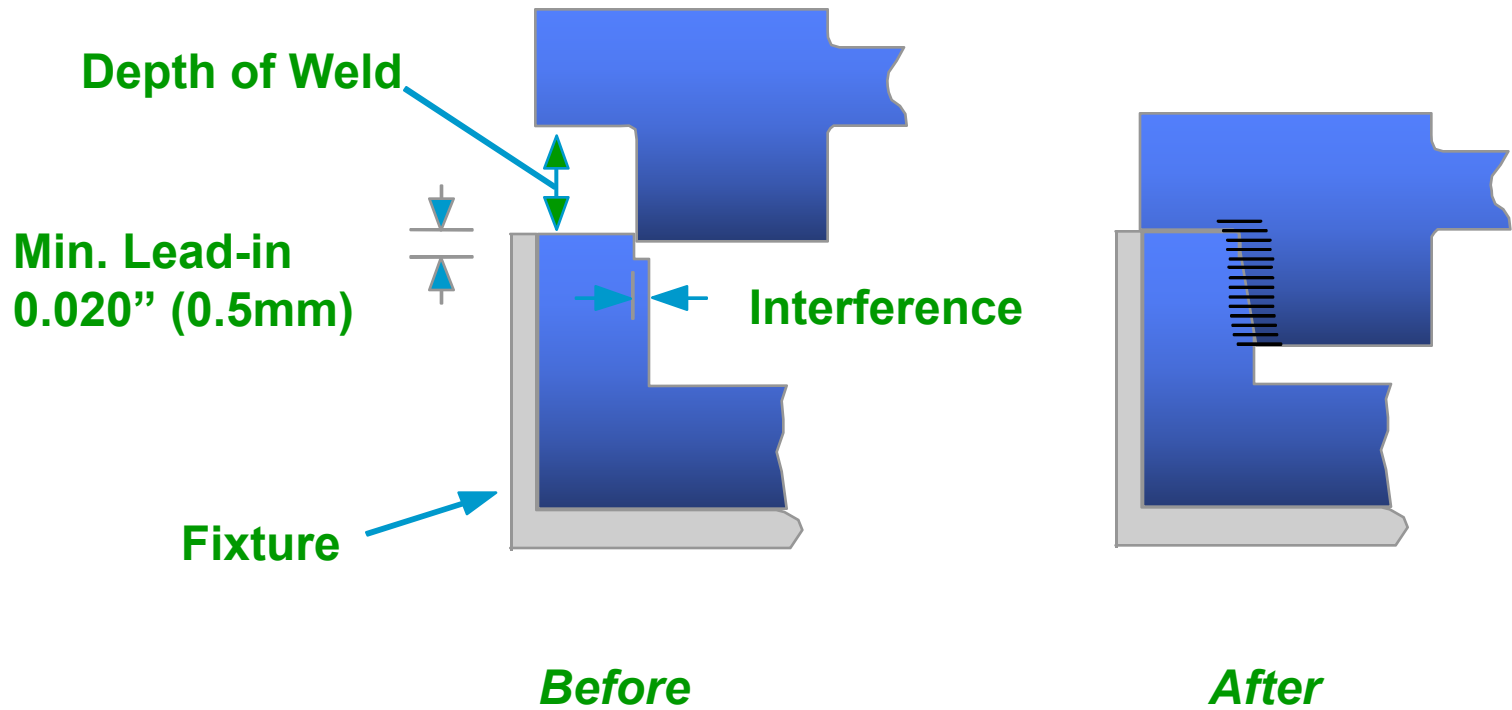 Depth of Weld
Min. Lead-in
0.020” (0.5mm)
Interference
Fixture
Before
After